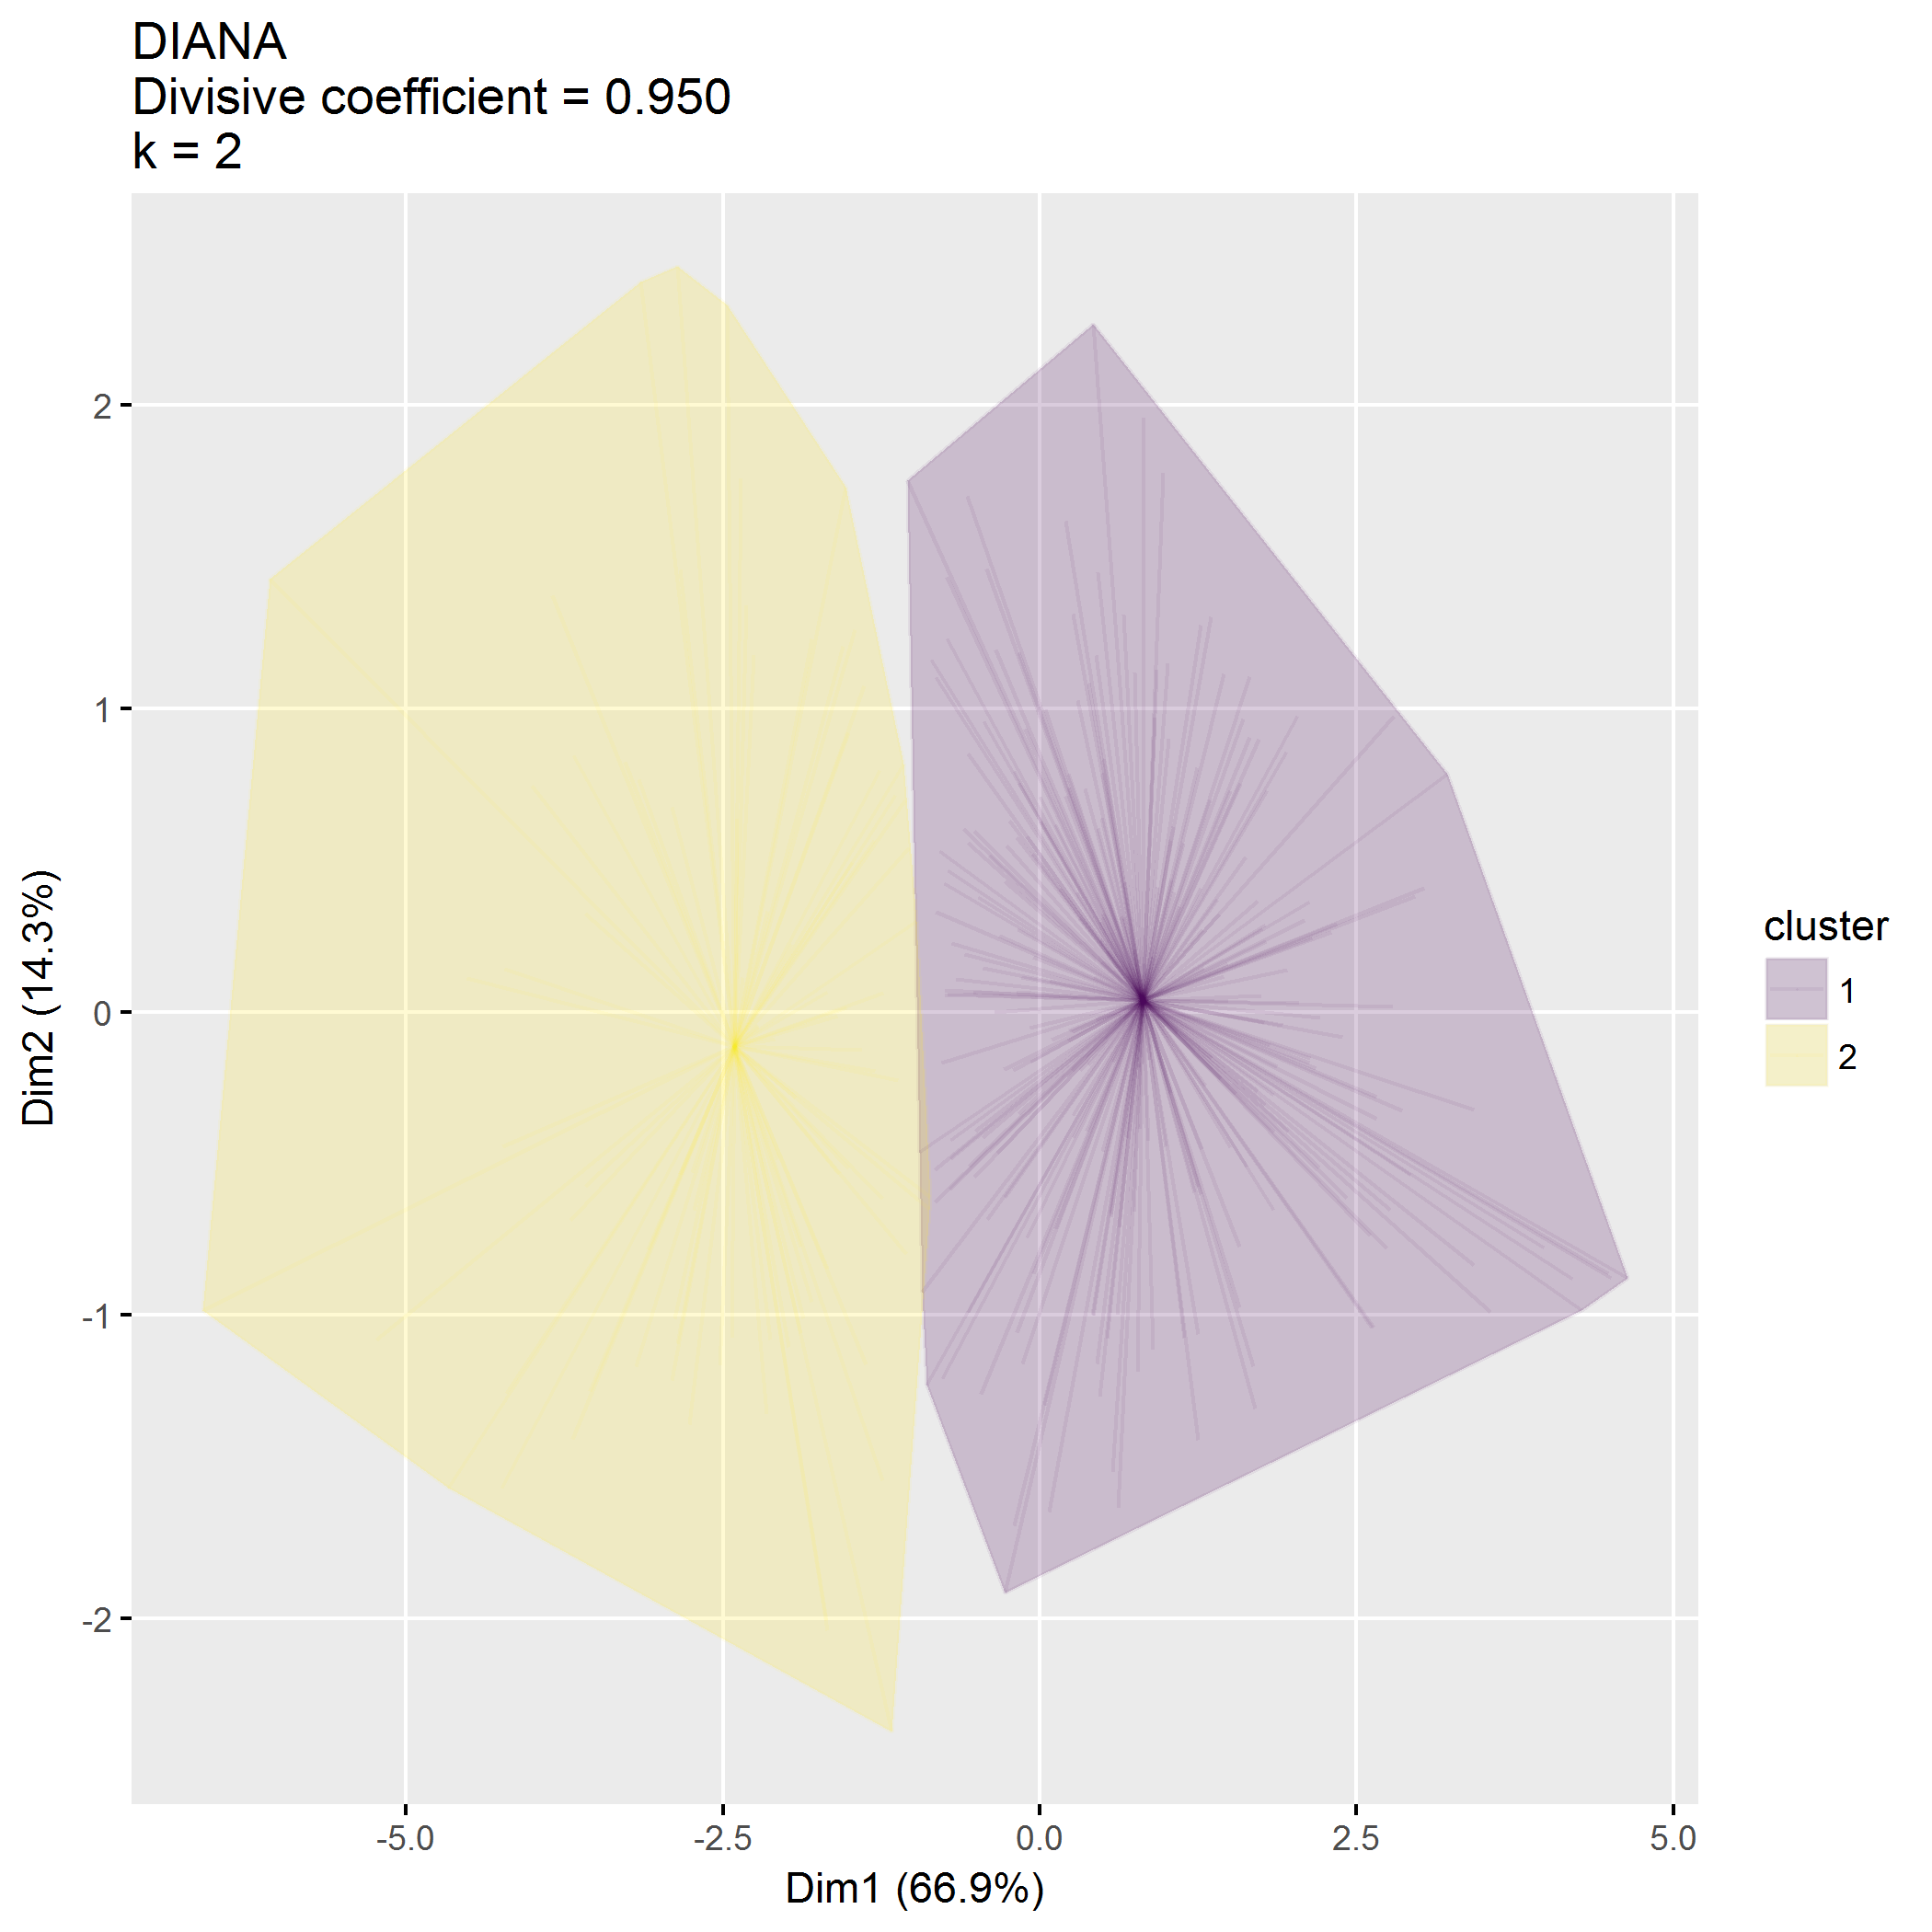 DIANA
Divisive coefficient = 0.950
k = 2
2
1
0
-1
-2
Dim2 (14.3%)
-5.0
-2.5
0.0
2.5
5.0
Dim1 (66.9%)
cluster
1
2